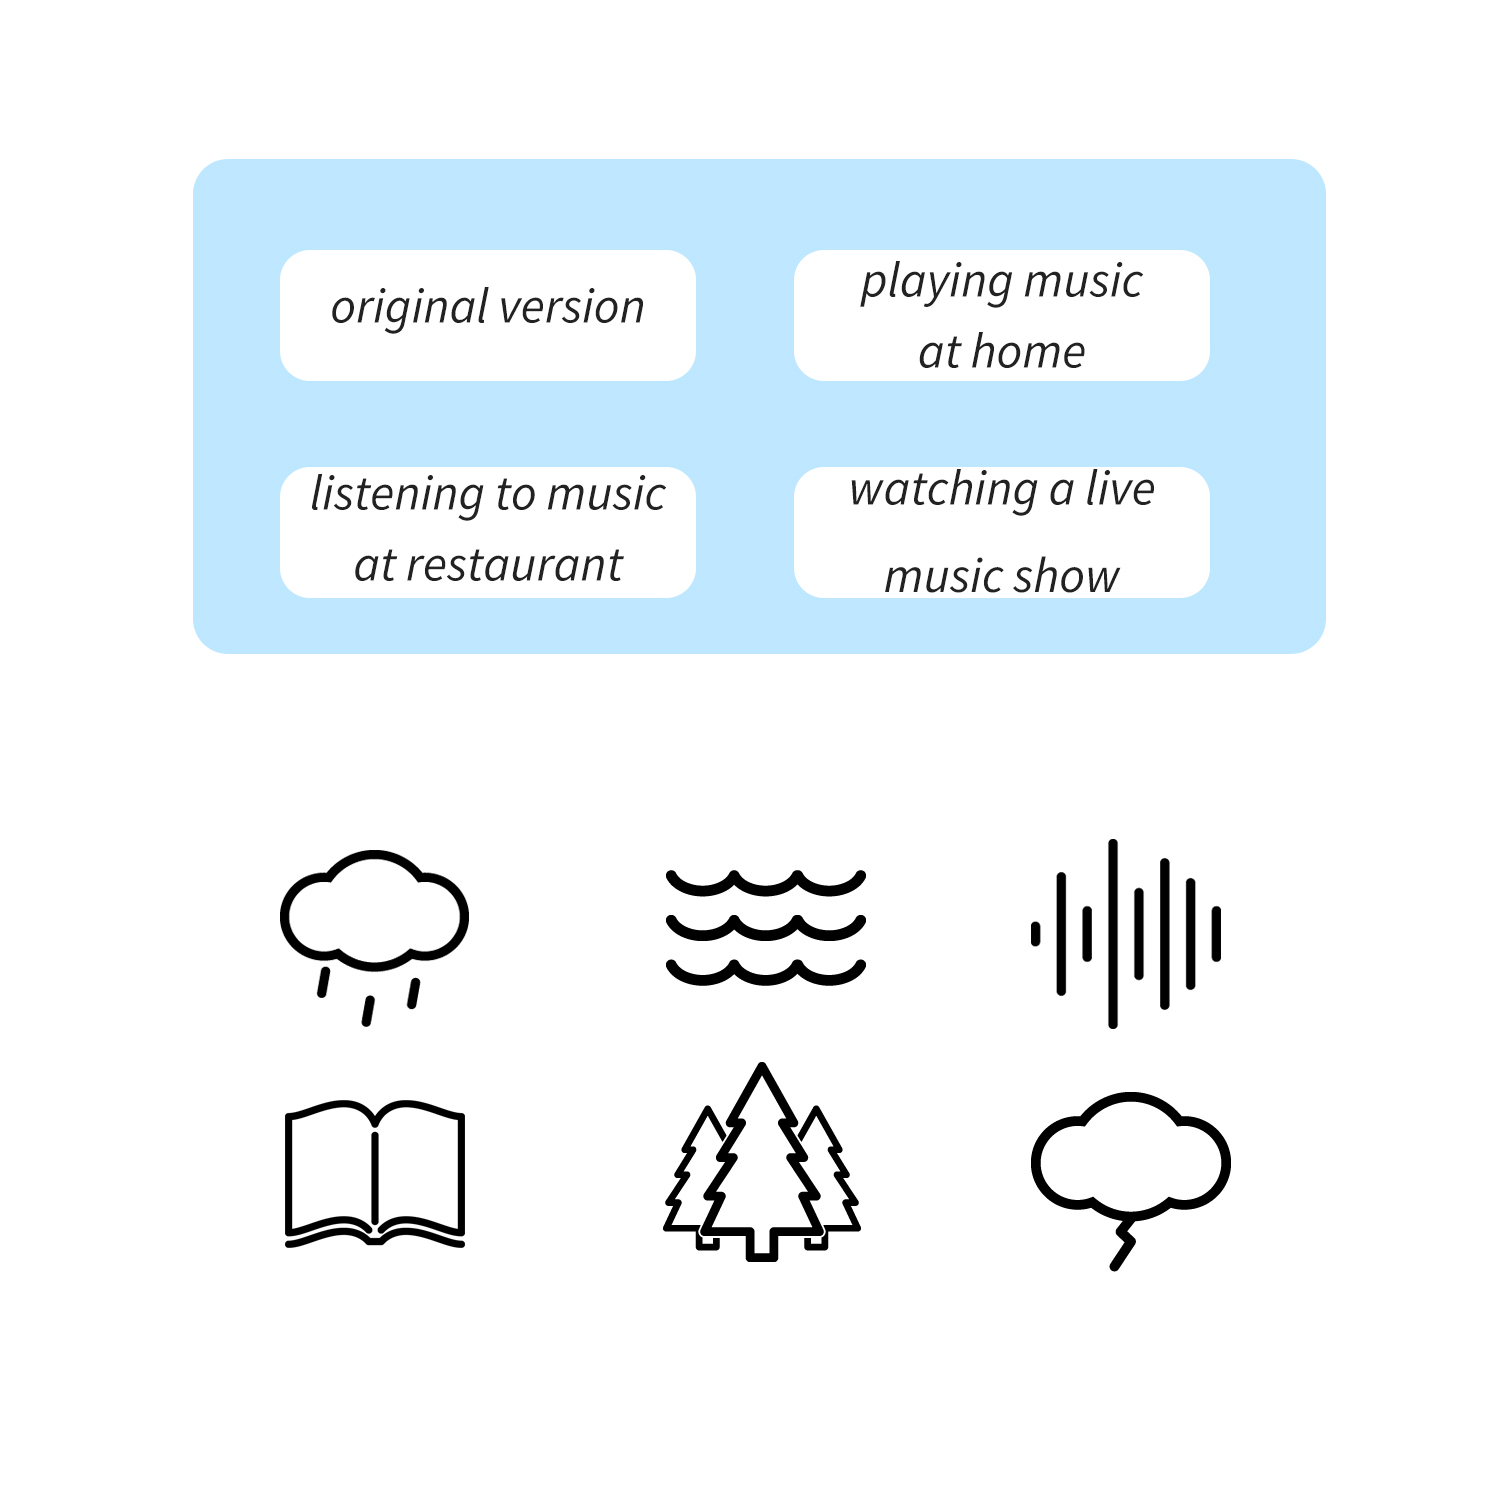 original version
playing music
at home
listening to music
at restaurant
watching a live
music show